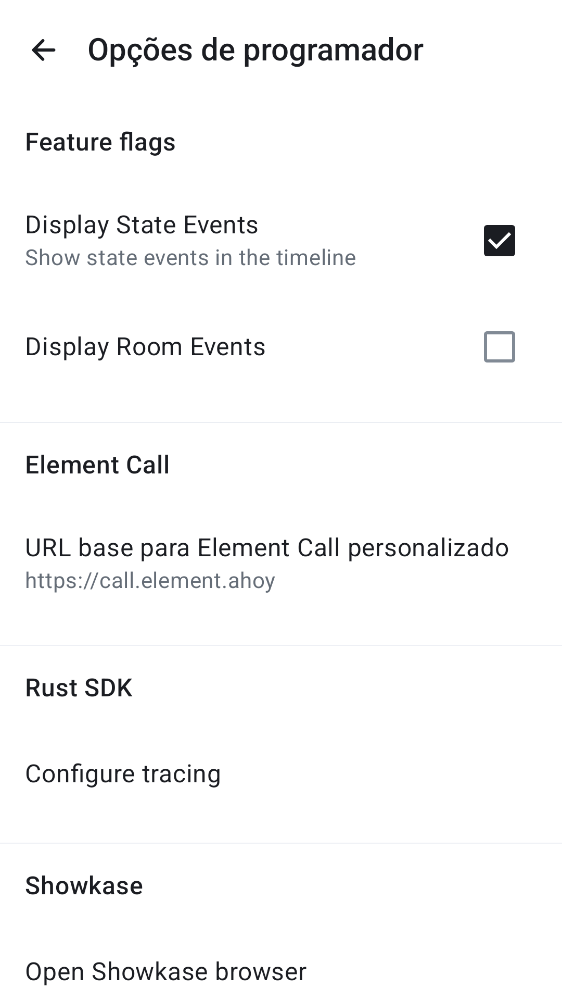 Opções de programador
Feature flags
Display State Events
Show state events in the timeline
Display Room Events
Element Call
URL base para Element Call personalizado
https://call.element.ahoy
Rust SDK
Configure tracing
Showkase
Open Showkase browser